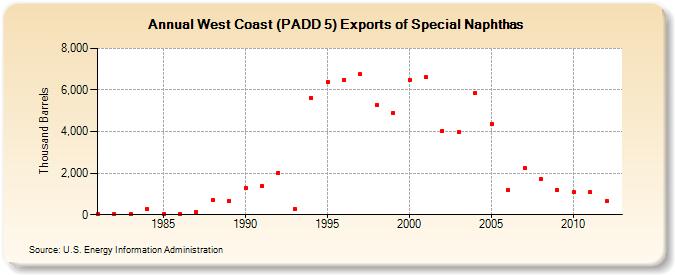 Annual West Coast (PADD 5) Exports of Special Naphthas
Thousand Barrels
8,000
6,000
4,000
2,000
0
1985 1990 1995 2000 2005 2010
Source: U.S. Energy Information Administration